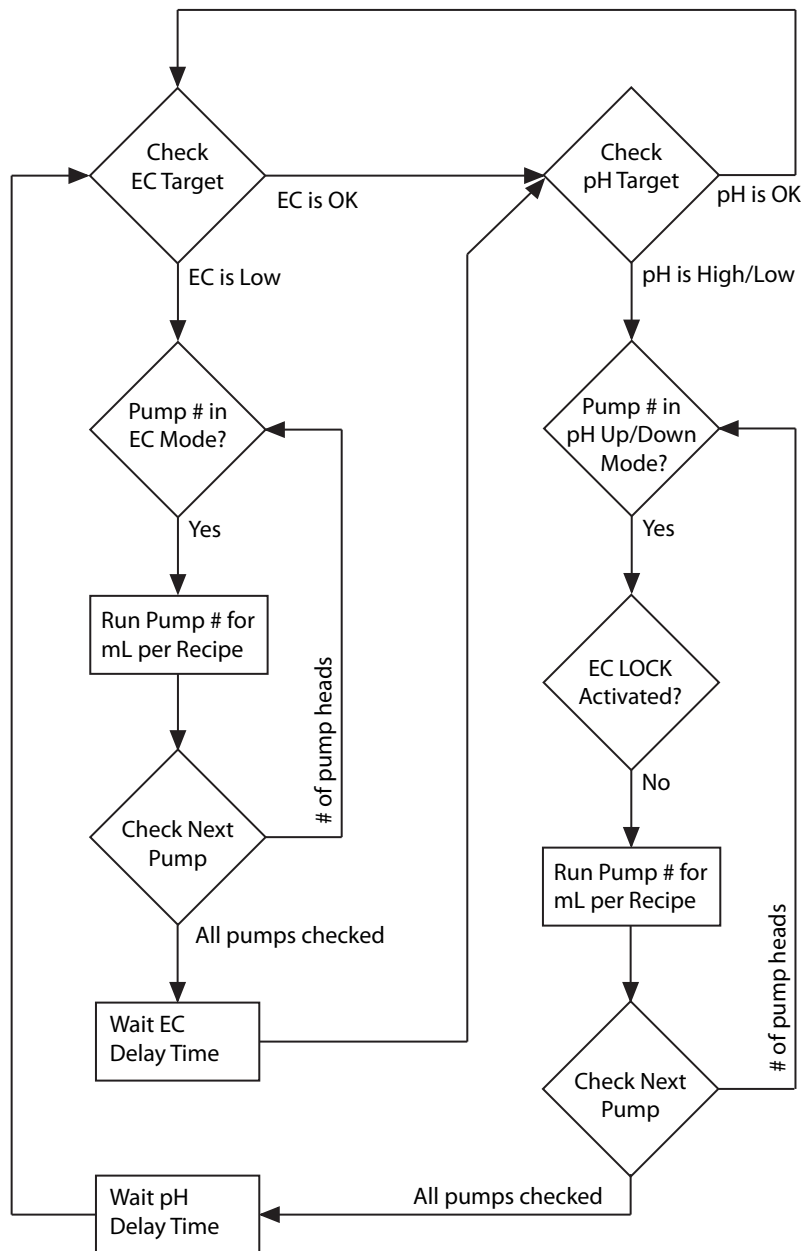 Check
EC Target
EC is OK
EC is Low
Check
pH Target
pH is OK
pH is High/Low
Pump # in
EC Mode?
Yes
Run Pump # for
mL per Recipe
# of pump heads
Check Next
Pump
All pumps checked
Wait EC
Delay Time
Pump # in
pH Up/Down
Mode?
Yes
EC LOCK
Activated?
No
Run Pump # for
mL per Recipe
# of pump heads
Check Next
Pump
All pumps checked
Wait pH
Delay Time